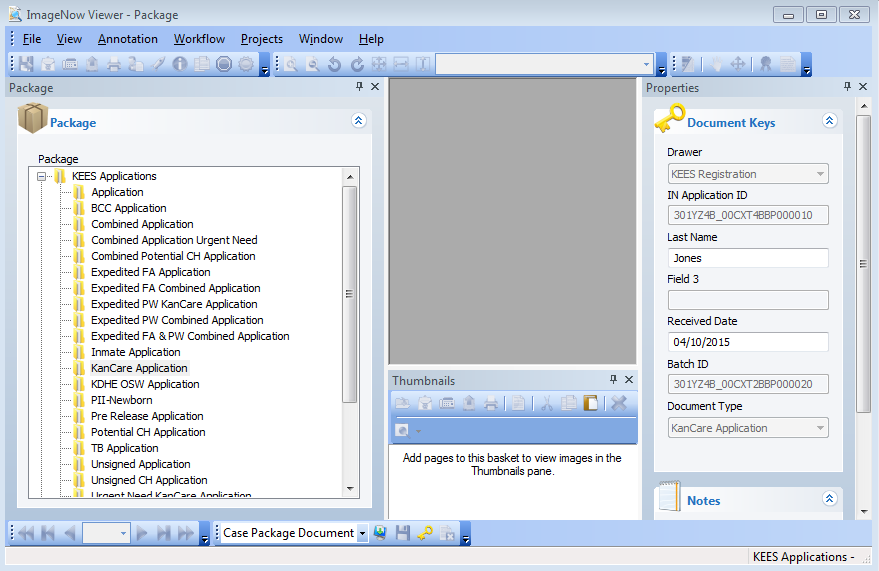 ImageNow Viewer - Package
File View Annotation Workflow Projects Window Help
Package
Package
Package
KEES Applications
Application
BCC Application
Combined Application
Combined Application Urgent Need
Combined Potential CH Application
Expedited FA Application
Expedited FA Combined Application
Expedited PW KanCare Application
Expedited PW Combined Application
Expedited FA & PW Combined Application
Inmate Application
KanCare Application
KDHE OSW Application
PII-Newborn
Pre Release Application
Potential CH Application
TB Application
Unsigned Application
Unsigned CH Application
Urgent Need KanCare Application
Thumbnails
Add pages to this basket to view images in the
Thumbnails pane.
Properties
Document Keys
Drawer
KEES Registration
IN Application ID
301YZ4B_00CXT4BBP000010
Last Name
Jones
Field 3
Received Date
04/10/2015
Batch ID
301YZ4B_00CXT2BBP000020
Document Type
KanCare Application
Notes
Case Package Document
KEES Applications -